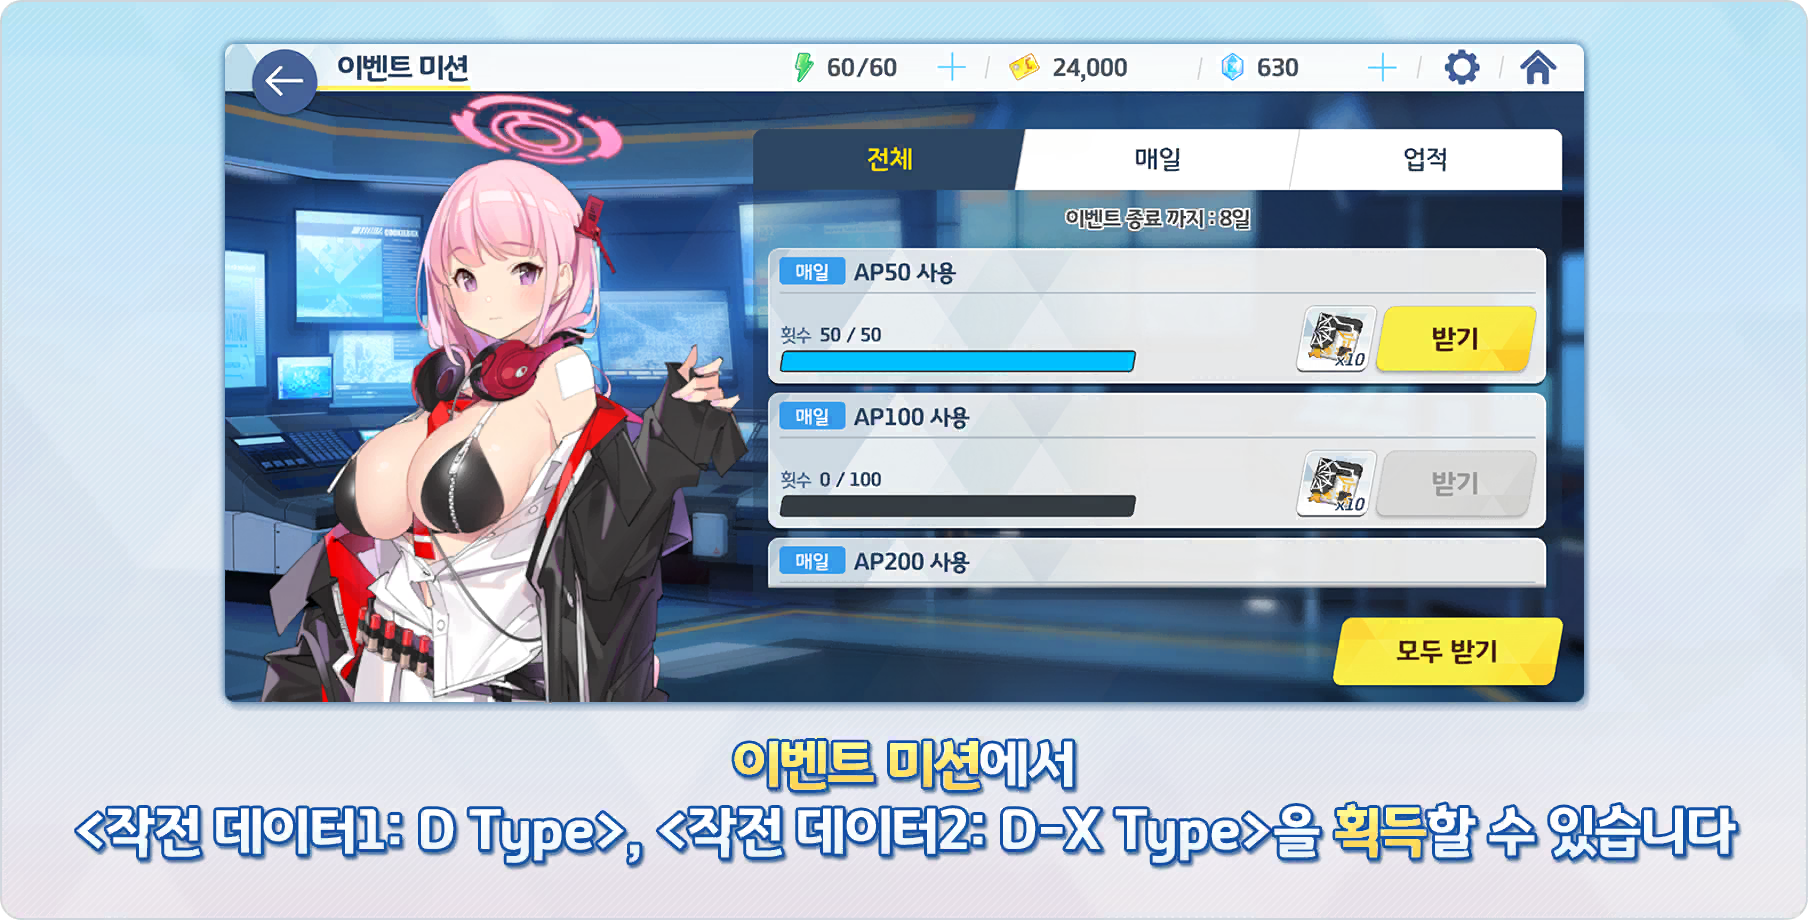 이벤트 미션
60/60
24,000
630
전체
매일
업적
이벤트 종료 까지 : 8일
매일 AP50 사용
횟수 50 / 50
x10
받기
매일 AP100 사용
횟수 0 / 100
x10
받기
매일 AP200 사용
모두 받기
이벤트 미션에서
<작전 데이터1: D Type>, <작전 데이터2: D-X Type>을 획득할 수 있습니다